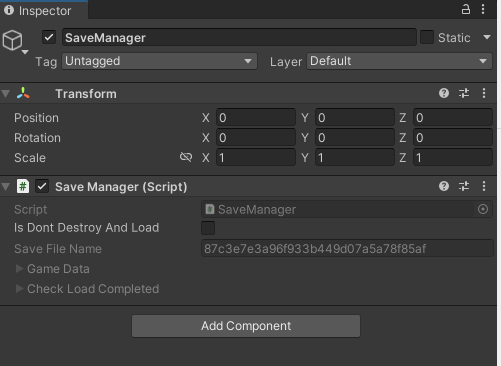 Inspector
SaveManager
Static
Tag Untagged Layer Default
Transform
Position X 0 Y 0 Z 0
Rotation X 0 Y 0 Z 0
Scale X 1 Y 1 Z 1
# Save Manager (Script)
Script # SaveManager
Is Dont Destroy And Load
Save File Name 87c3e7e3a96f933b449d07a5a78f85af
Game Data
Check Load Completed
Add Component